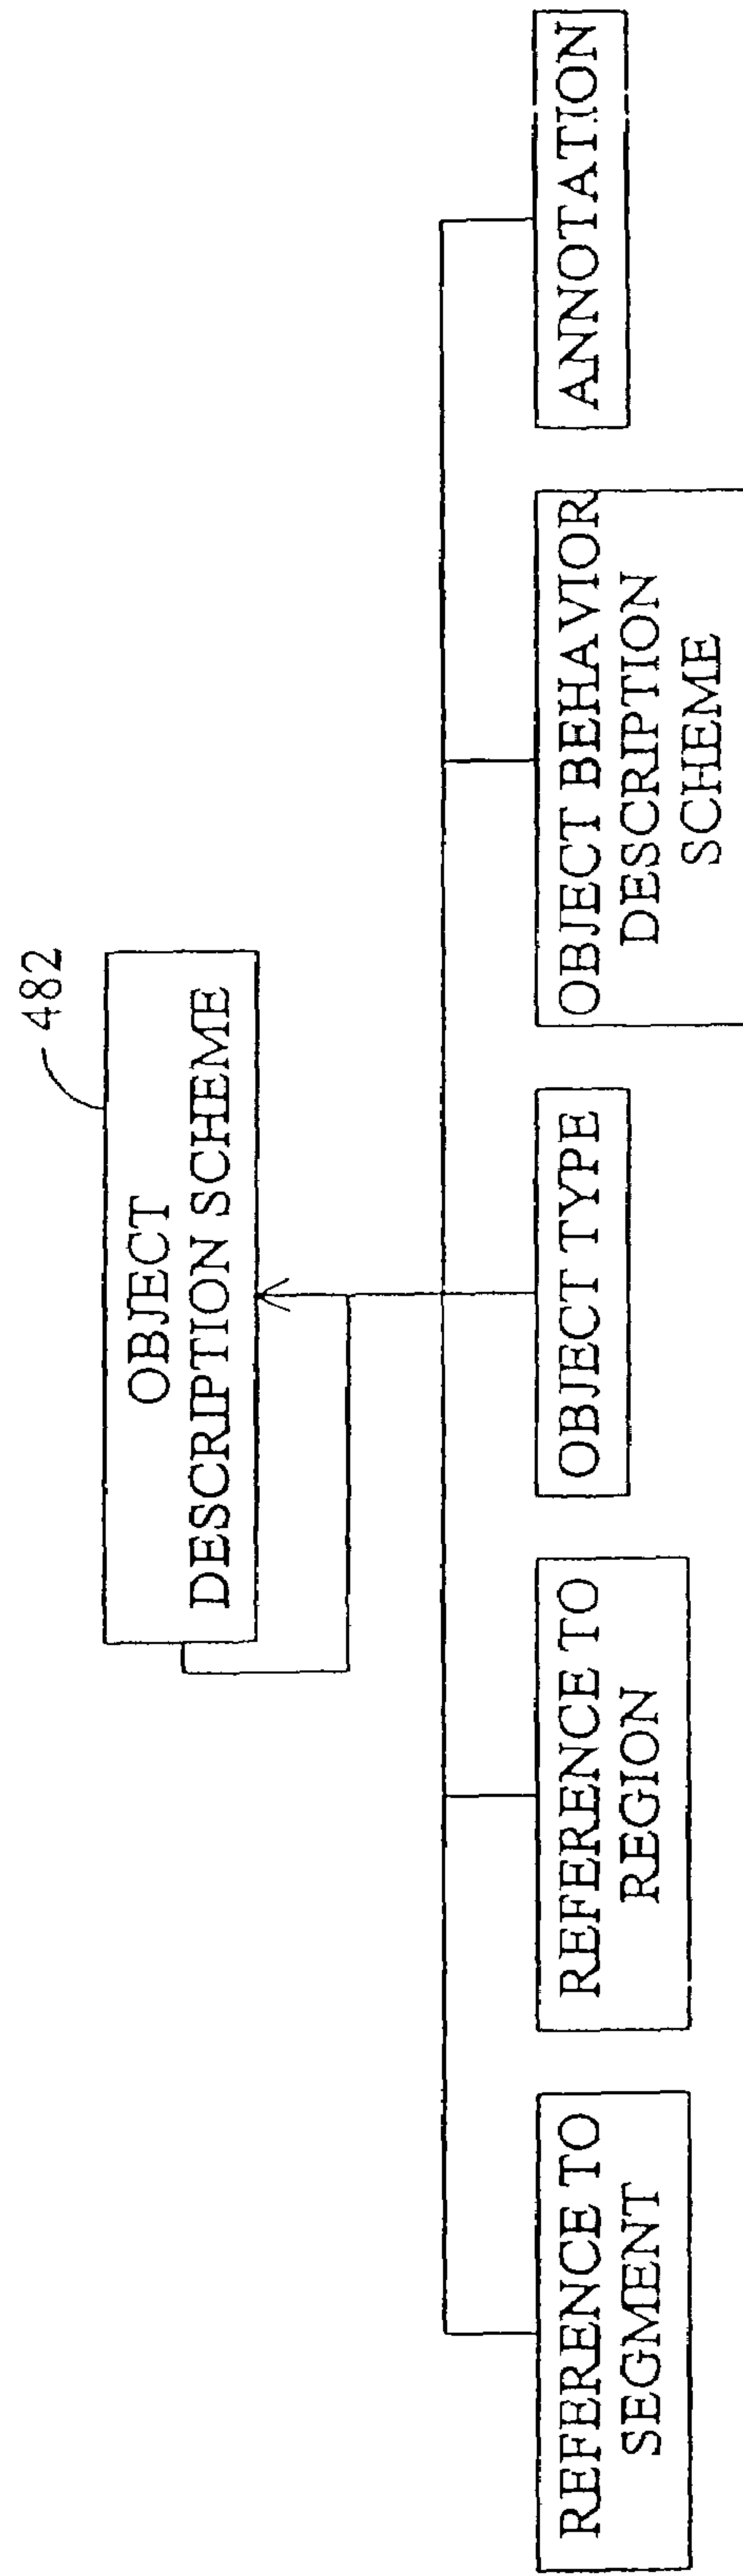 482
OBJECT
DESCRIPTION SCHEME
REFERENCE TO
SEGMENT
REFERENCE TO
REGION
OBJECT TYPE
OBJECT BEHAVIOR
DESCRIPTION
SCHEME
ANNOTATION